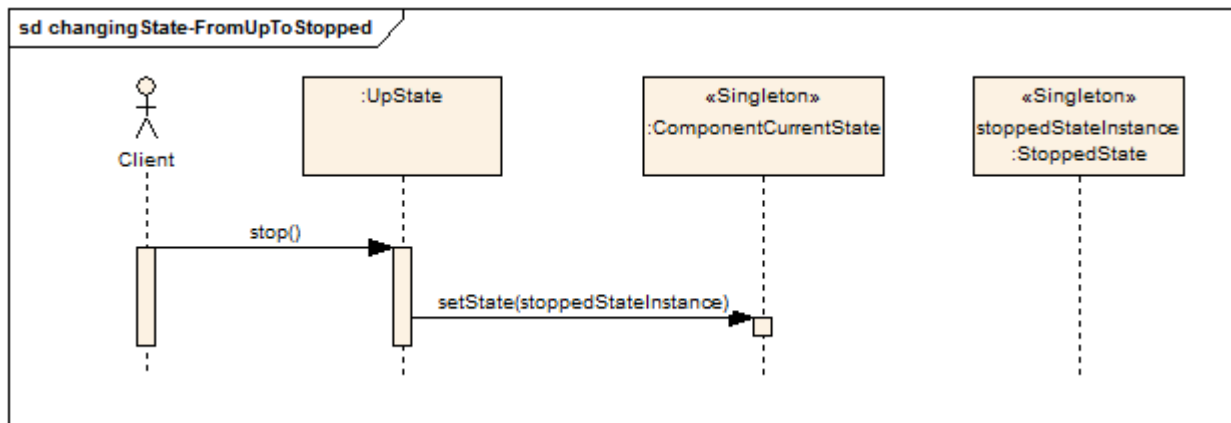 sd changingState-FromUpToStopped
Client
:UpState
«Singleton»
:ComponentCurrentState
«Singleton»
stoppedStateInstance
:StoppedState
stop()
setState(stoppedStateInstance)